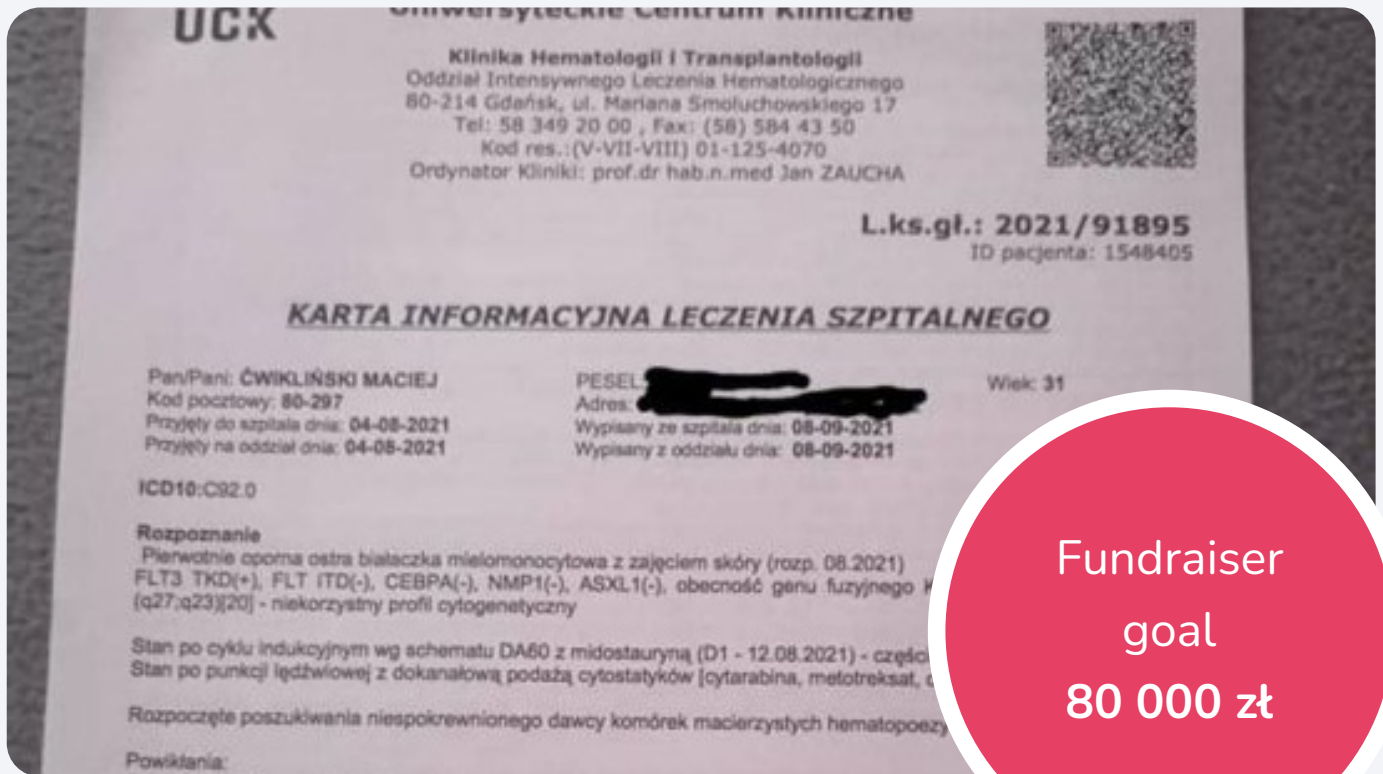 UCK
Uniwersyteckie Centrum Kliniczne
Klinika Hematologii i Transplantologii
Oddział Intensywnego Leczenia Hematologicznego
80-214 Gdańsk, ul. Mariana Smoluchowskiego 17
Tel: 58 349 20 00 , Fax: (58) 584 43 50
Kod res.:(V-VII-VIII) 01-125-4070
Ordynator Kliniki: prof.dr hab.n.med Jan ZAUCHA
L.ks.gł.: 2021/91895
ID pacjenta: 1548405
KARTA INFORMACYJNA LECZENIA SZPITALNEGO
Pan/Pani: ĆWIKLIŃSKI MACIEJ PESEL: Wiek: 31
Kod pocztowy: 80-297 Adres:
Przyjęty do szpitala dnia: 04-08-2021 Wypisany ze szpitala dnia: 08-09-2021
Przyjęty na oddział dnia: 04-08-2021 Wypisany z oddziału dnia: 08-09-2021
ICD10:C92.0
Rozpoznanie
Pierwotnie oporna ostra białaczka mielomonocytowa z zajęciem skóry (rozp. 08.2021)
FLT3 TKD(+), FLT ITD(-), CEBPA(-), NMP1(-), ASXL1(-), obecność genu fuzyjnego
(q27;q23)[20] - niekorzystny profil cytogenetyczny
Stan po cyklu indukcyjnym wg schematu DA60 z midostauryną (D1 - 12.08.2021) -
Stan po punkcji lędźwiowej z dokanałową podażą cytostatyków [cytarabina, metotreksat,
Rozpoczęte poszukiwania niespokrewnionego dawcy komórek macierzystych
Powikłania:
Fundraiser
goal
80 000 zł